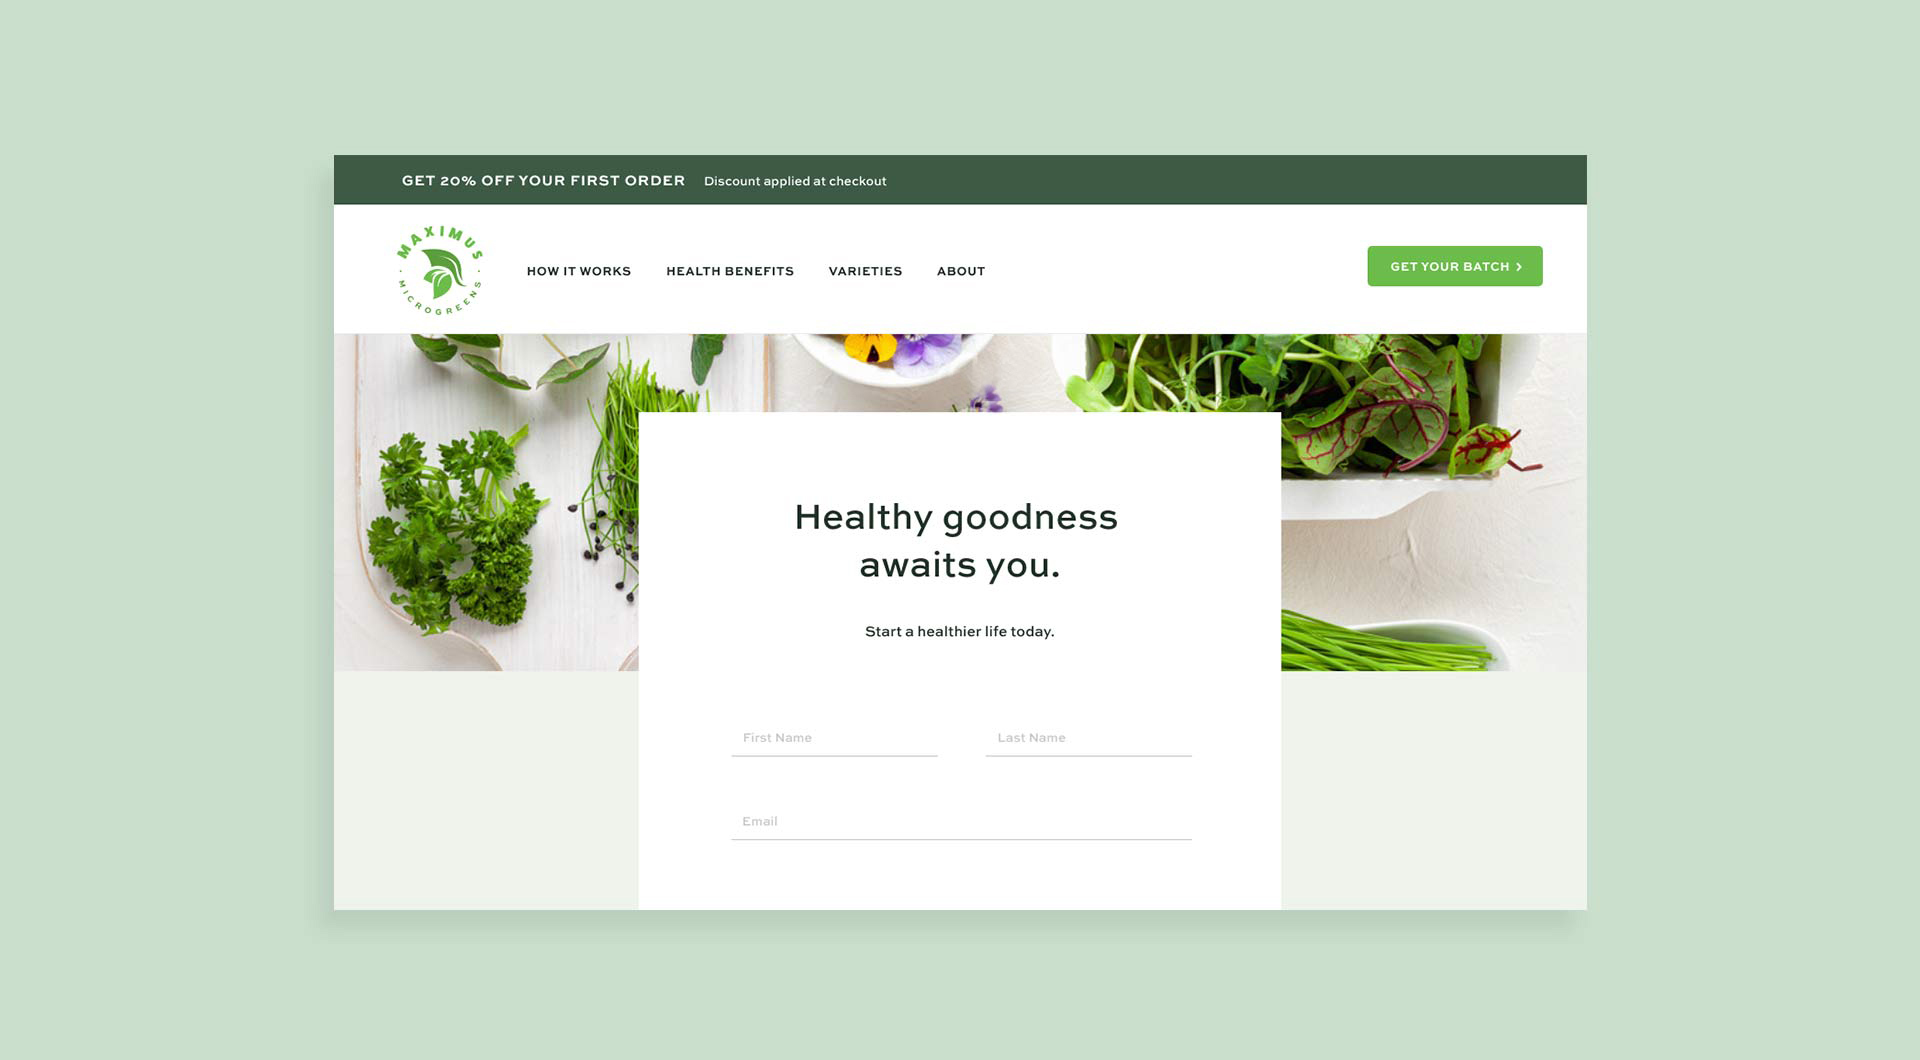 GET 20% OFF YOUR FIRST ORDER Discount applied at checkout
MAXIMUS
MICROGREENS
HOW IT WORKS HEALTH BENEFITS VARIETIES ABOUT
GET YOUR BATCH ›
Healthy goodness
awaits you.
Start a healthier life today.
First Name Last Name
Email